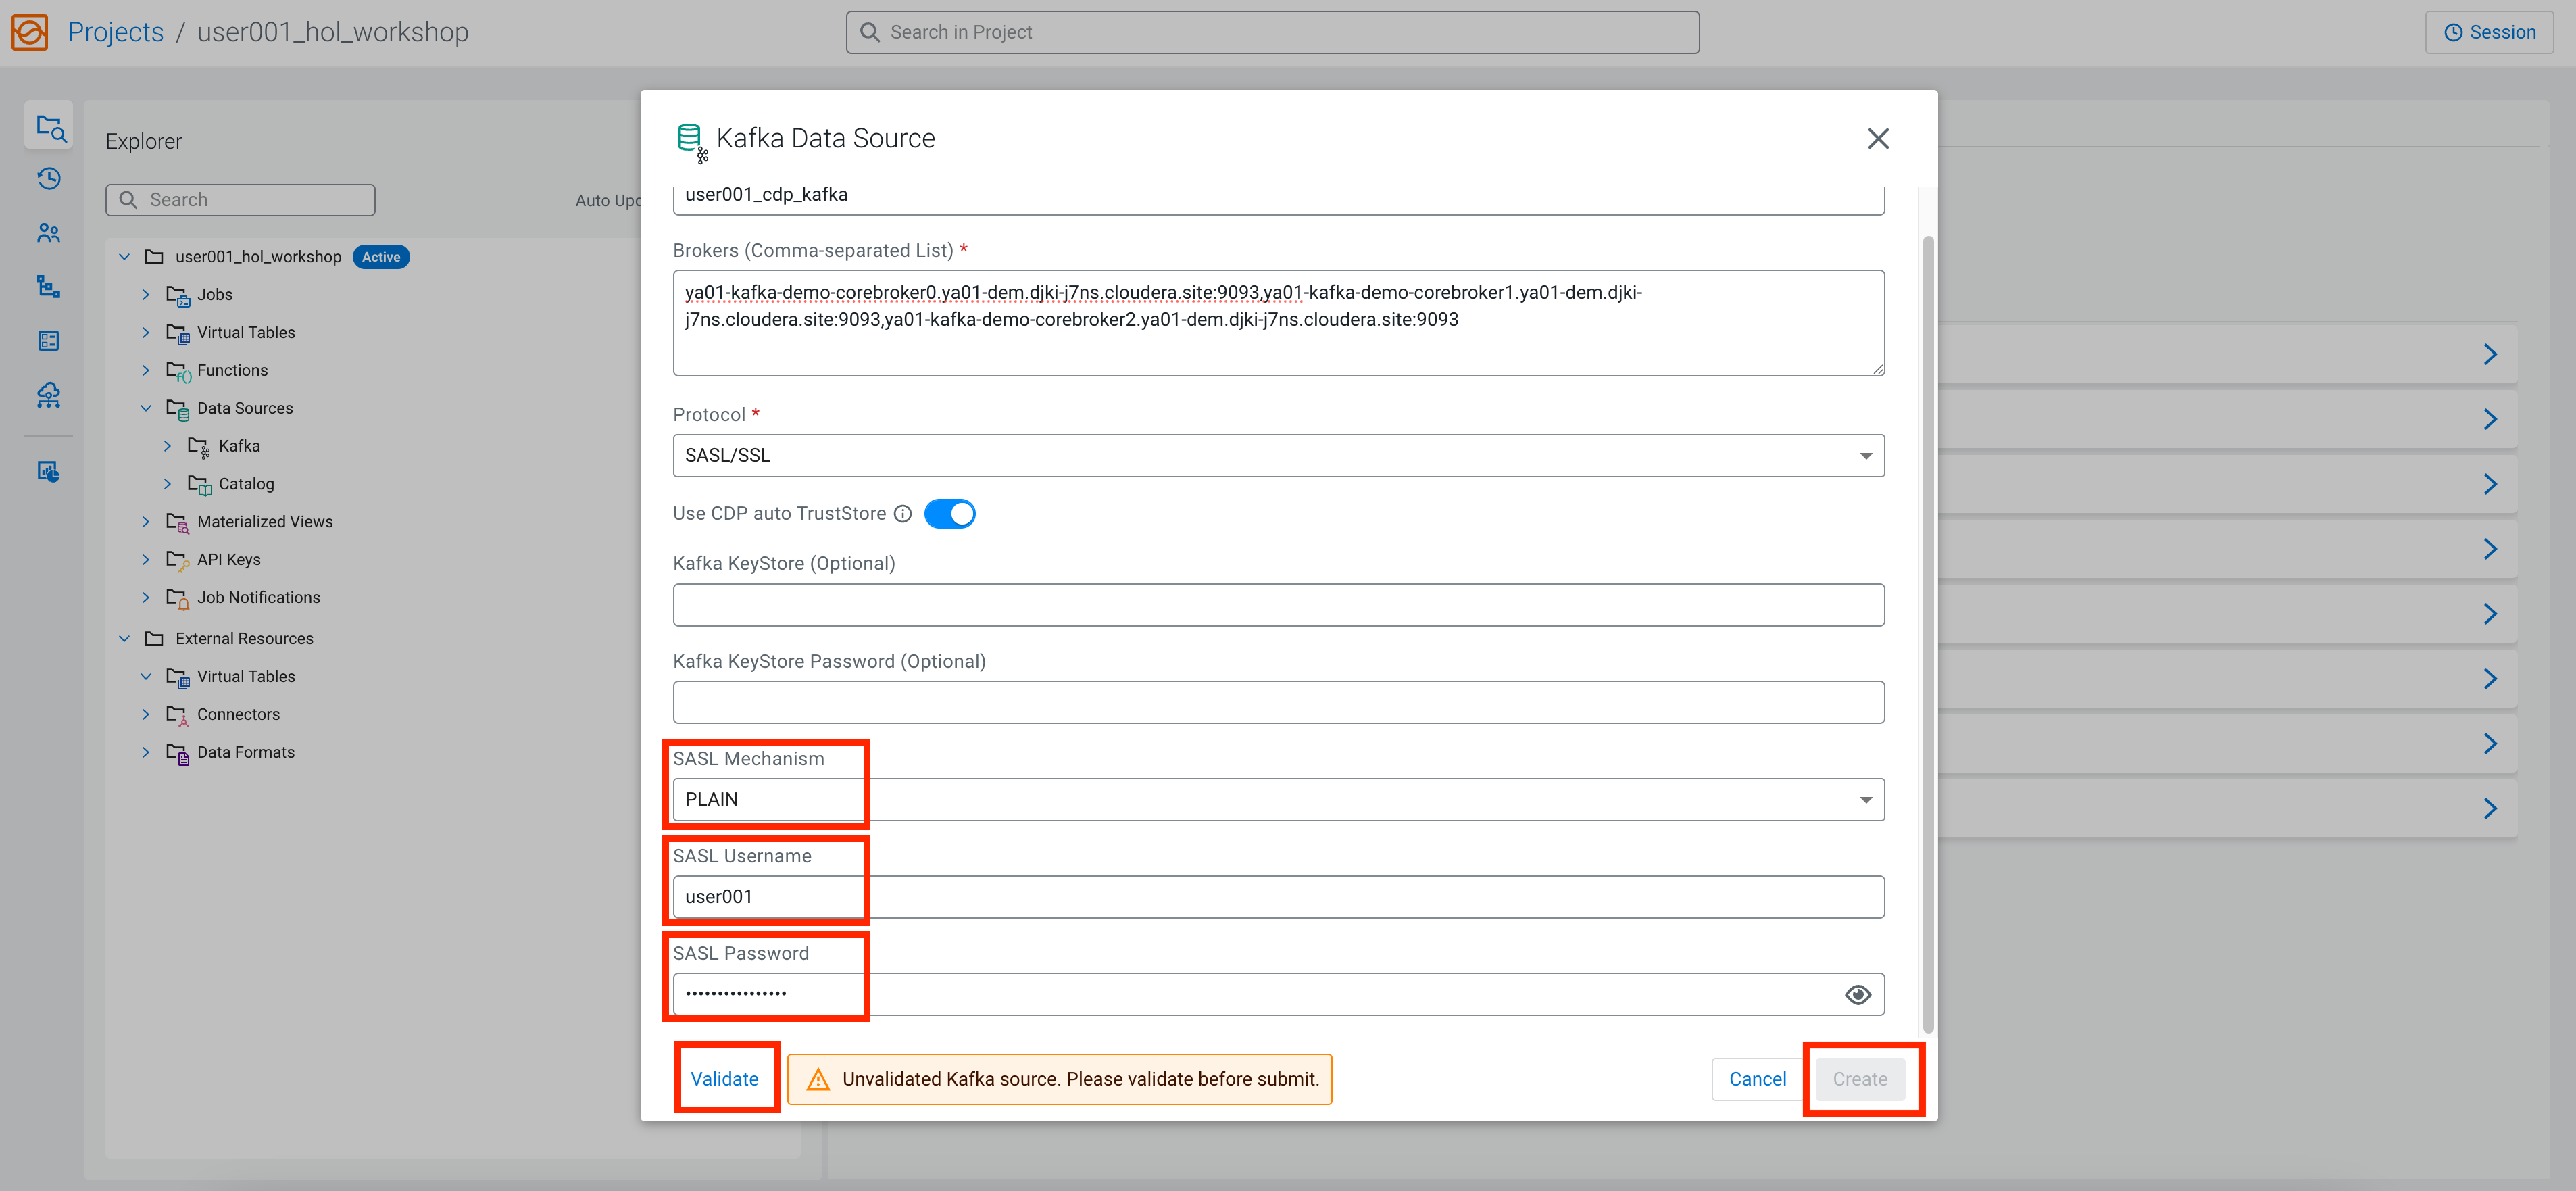 Projects / user001_hol_workshop
Search in Project
Session
Explorer
Search
Auto Upd
user001_hol_workshop Active
Jobs
Virtual Tables
Functions
Data Sources
Kafka
Catalog
Materialized Views
API Keys
Job Notifications
External Resources
Virtual Tables
Connectors
Data Formats
Kafka Data Source
user001_cdp_kafka
Brokers (Comma-separated List) *
ya01-kafka-demo-corebroker0.ya01-dem.djki-j7ns.cloudera.site:9093,ya01-kafka-demo-corebroker1.ya01-dem.djki-
j7ns.cloudera.site:9093,ya01-kafka-demo-corebroker2.ya01-dem.djki-j7ns.cloudera.site:9093
Protocol *
SASL/SSL
Use CDP auto TrustStore
Kafka KeyStore (Optional)
Kafka KeyStore Password (Optional)
SASL Mechanism
PLAIN
SASL Username
user001
SASL Password
••••••••••••••••
Validate
Unvalidated Kafka source. Please validate before submit.
Cancel
Create